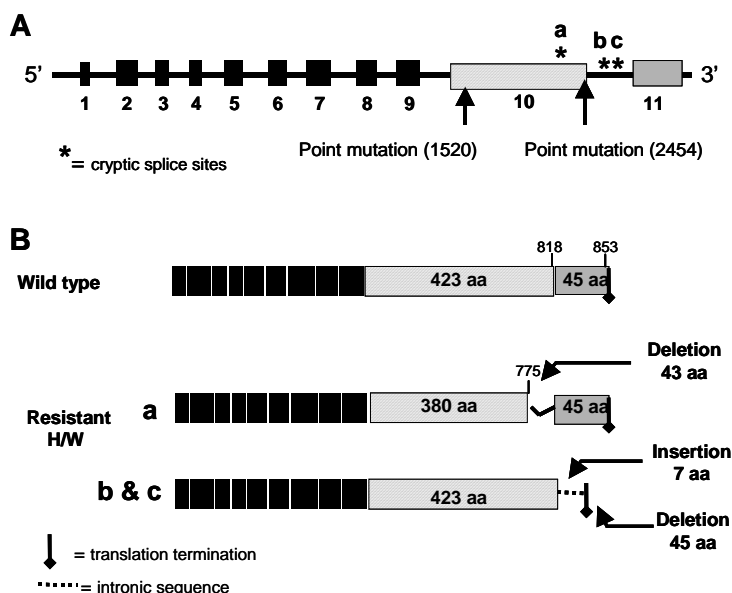 A
a
b c
* **
5’ 3’
1 2 3 4 5 6 7 8 9 10 11
Point mutation (1520) Point mutation (2454)
*= cryptic splice sites
B
818 853
Wild type 423 aa 45 aa
Deletion
43 aa
775
Resistant
H/W
a 380 aa 45 aa
Insertion
7 aa
b & c 423 aa
Deletion
45 aa
= translation termination
= intronic sequence